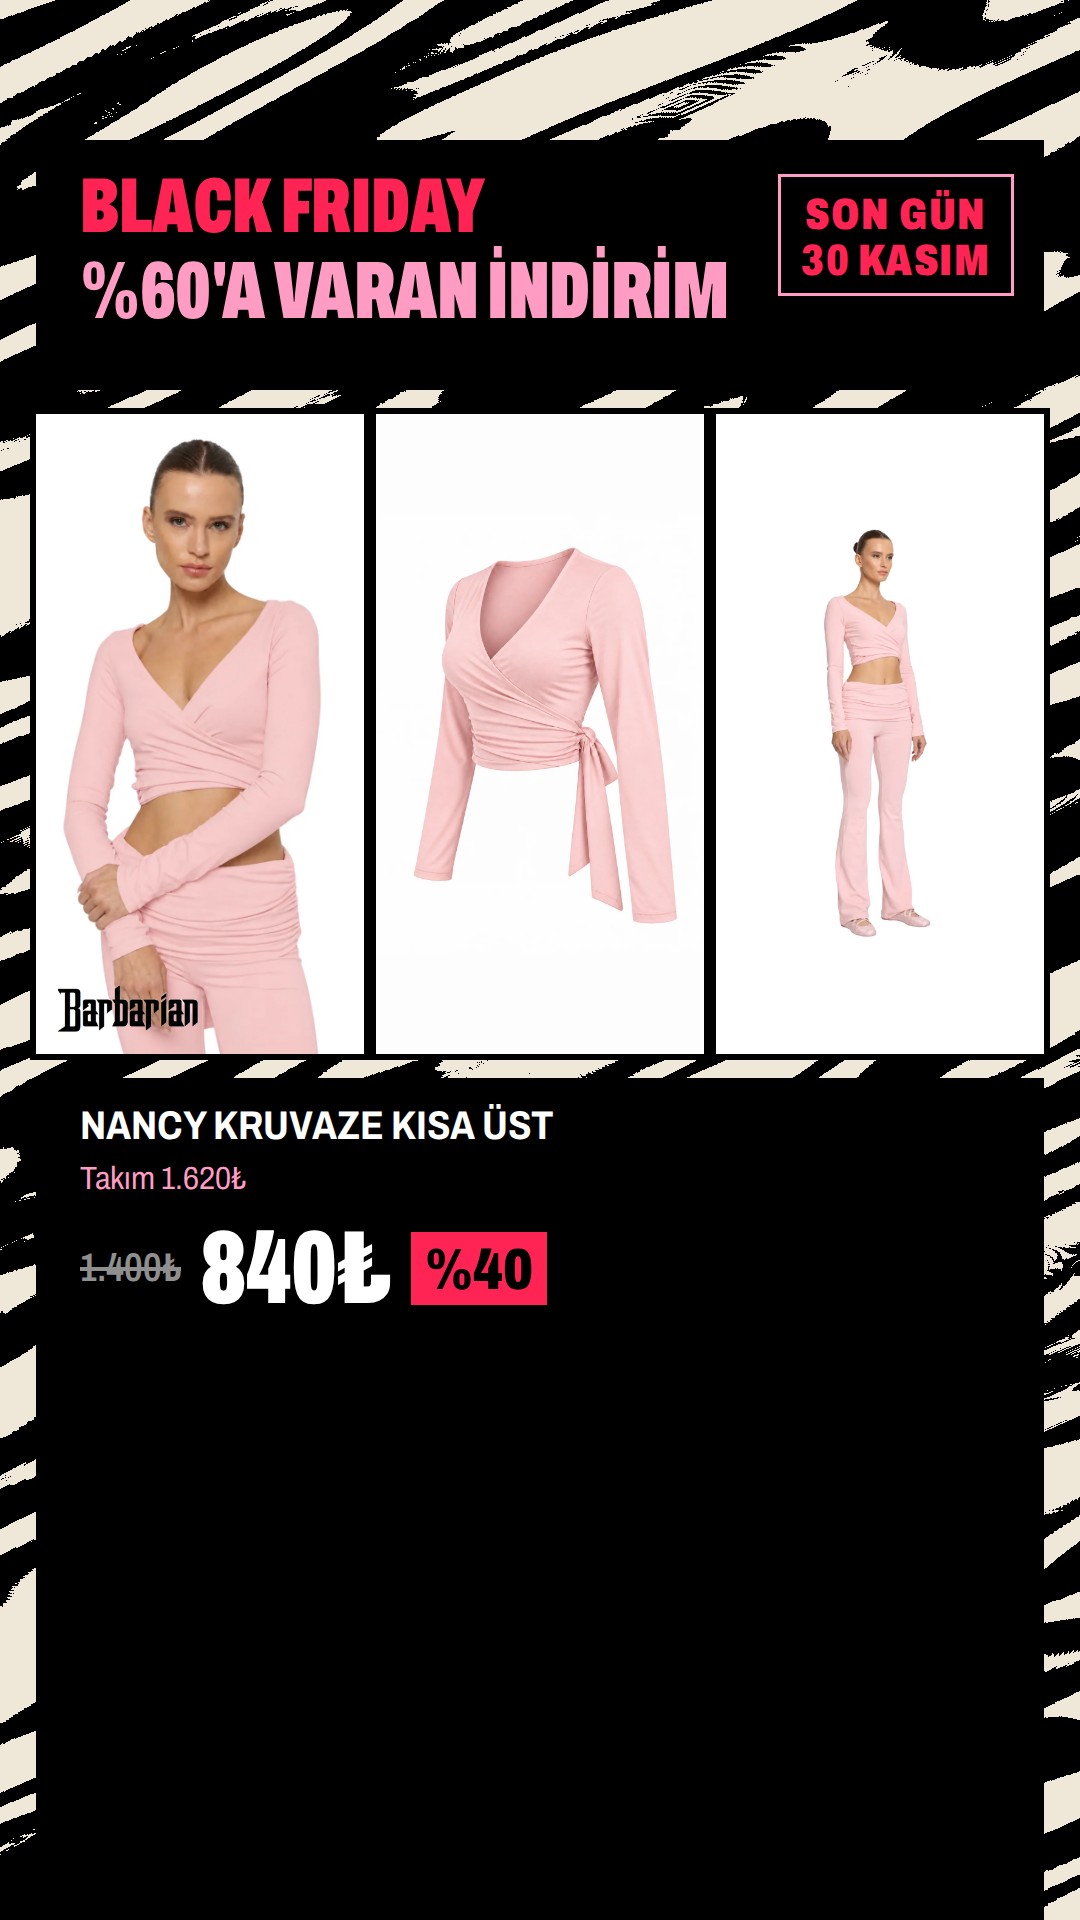 BLACK FRIDAY
%60'A VARAN İNDİRİM
SON GÜN
30 KASIM
Barbarian
NANCY KRUVAZE KISA ÜST
Takım 1.620₺
1.400₺ 840₺ %40